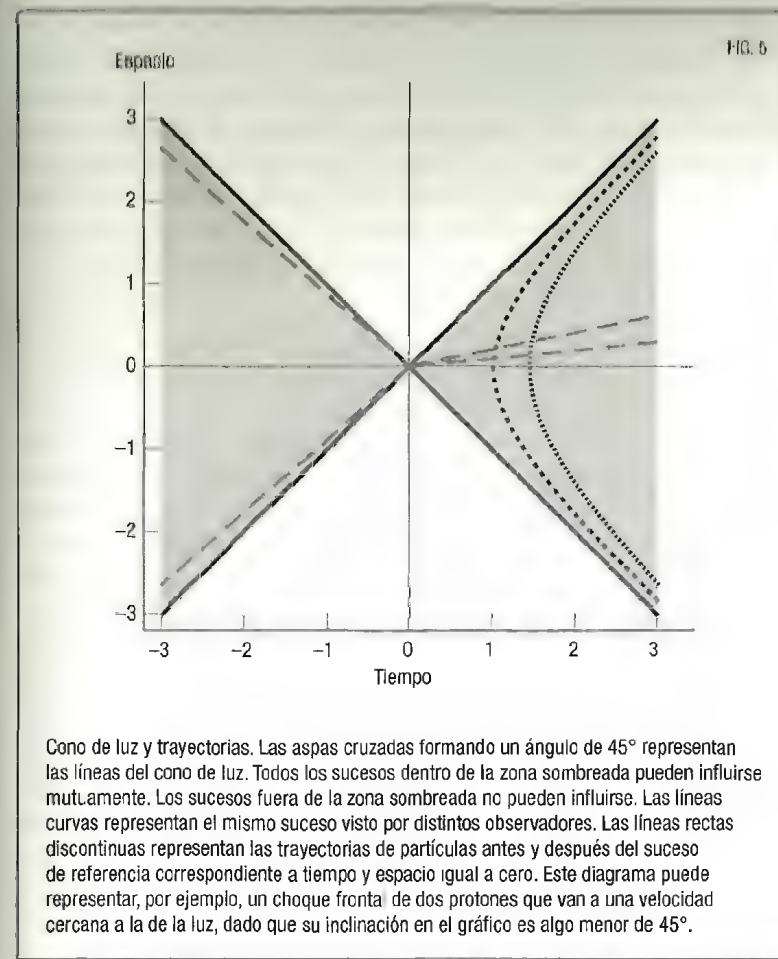 FIG. 5
Espacio
3
2
1
0
−1
−2
−3
−3 −2 −1 0 1 2 3
Tiempo
Cono de luz y trayectorias. Las aspas cruzadas formando un ángulo de 45° representan
las líneas del cono de luz. Todos los sucesos dentro de la zona sombreada pueden influirse
mutuamente. Los sucesos fuera de la zona sombreada no pueden influirse. Las líneas
curvas representan el mismo suceso visto por distintos observadores. Las líneas rectas
discontinuas representan las trayectorias de partículas antes y después del suceso
de referencia correspondiente a tiempo y espacio igual a cero. Este diagrama puede
representar, por ejemplo, un choque frontal de dos protones que van a una velocidad
cercana a la de la luz, dado que su inclinación en el gráfico es algo menor de 45°.